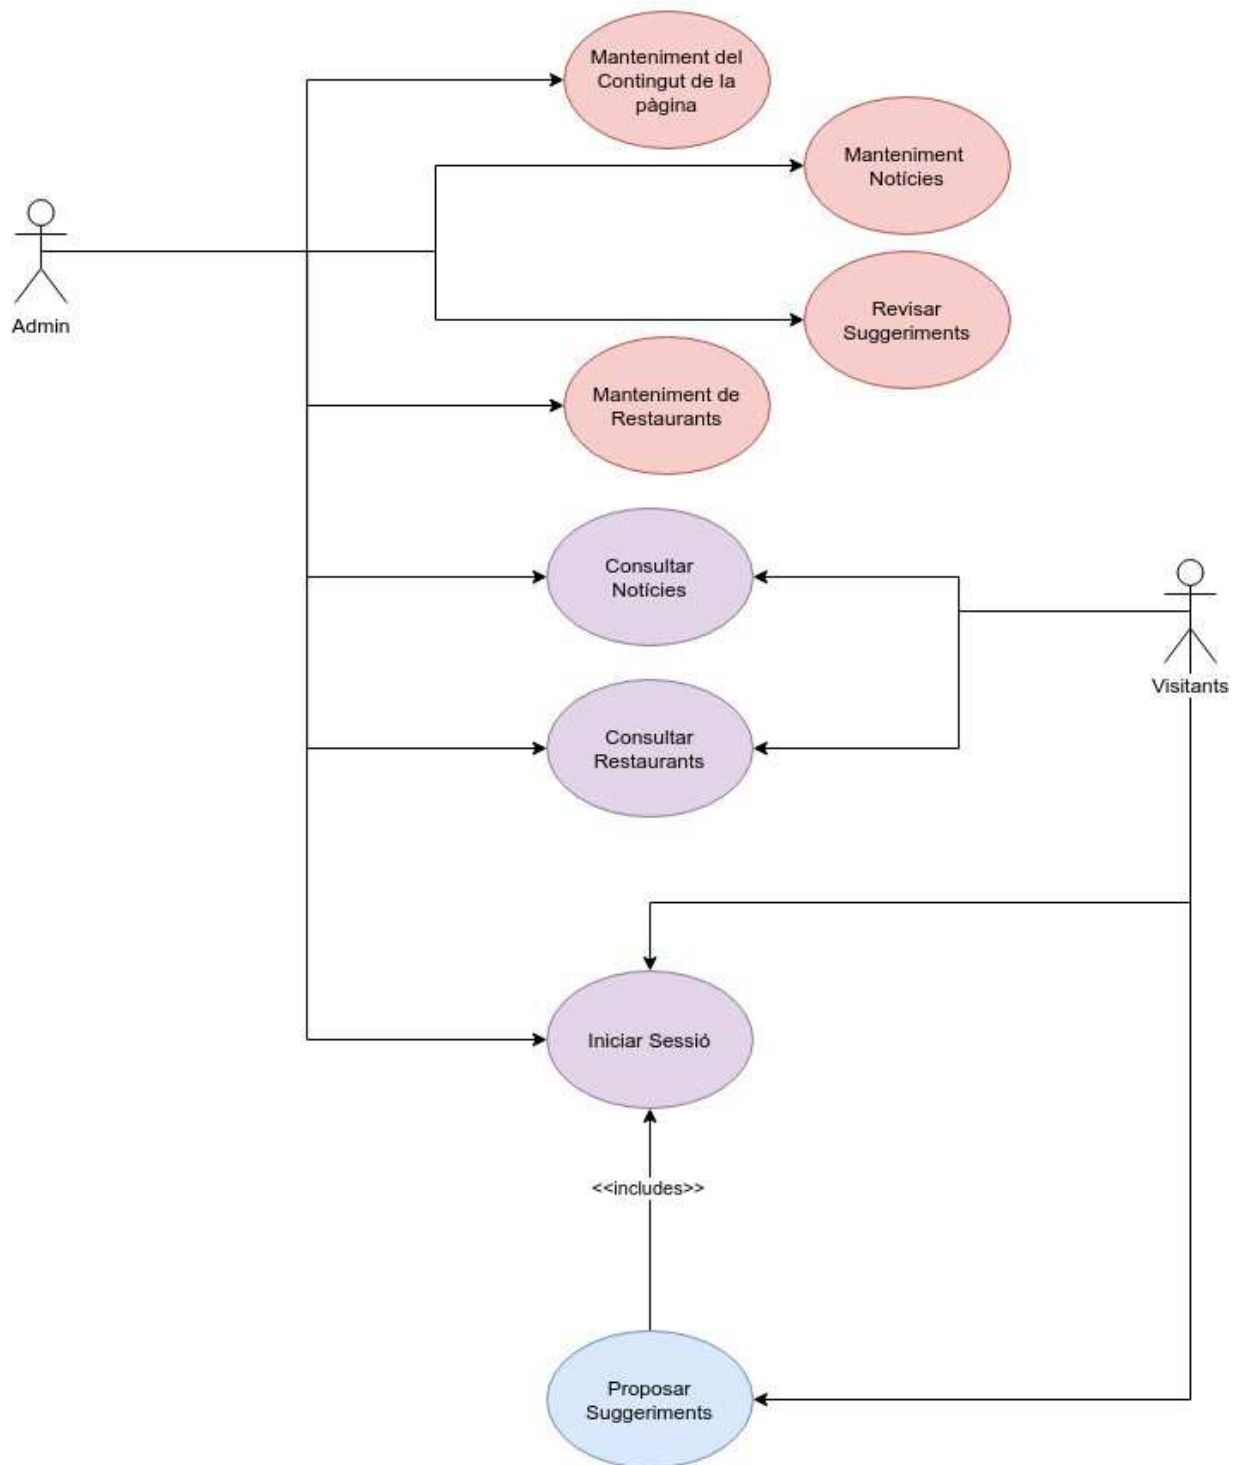 Manteniment del
Contingut de la
pàgina
Manteniment
Notícies
Admin
Revisar
Suggeriments
Manteniment de
Restaurants
Consultar
Notícies
Visitants
Consultar
Restaurants
Iniciar Sessió
<<includes>>
Proposar
Suggeriments